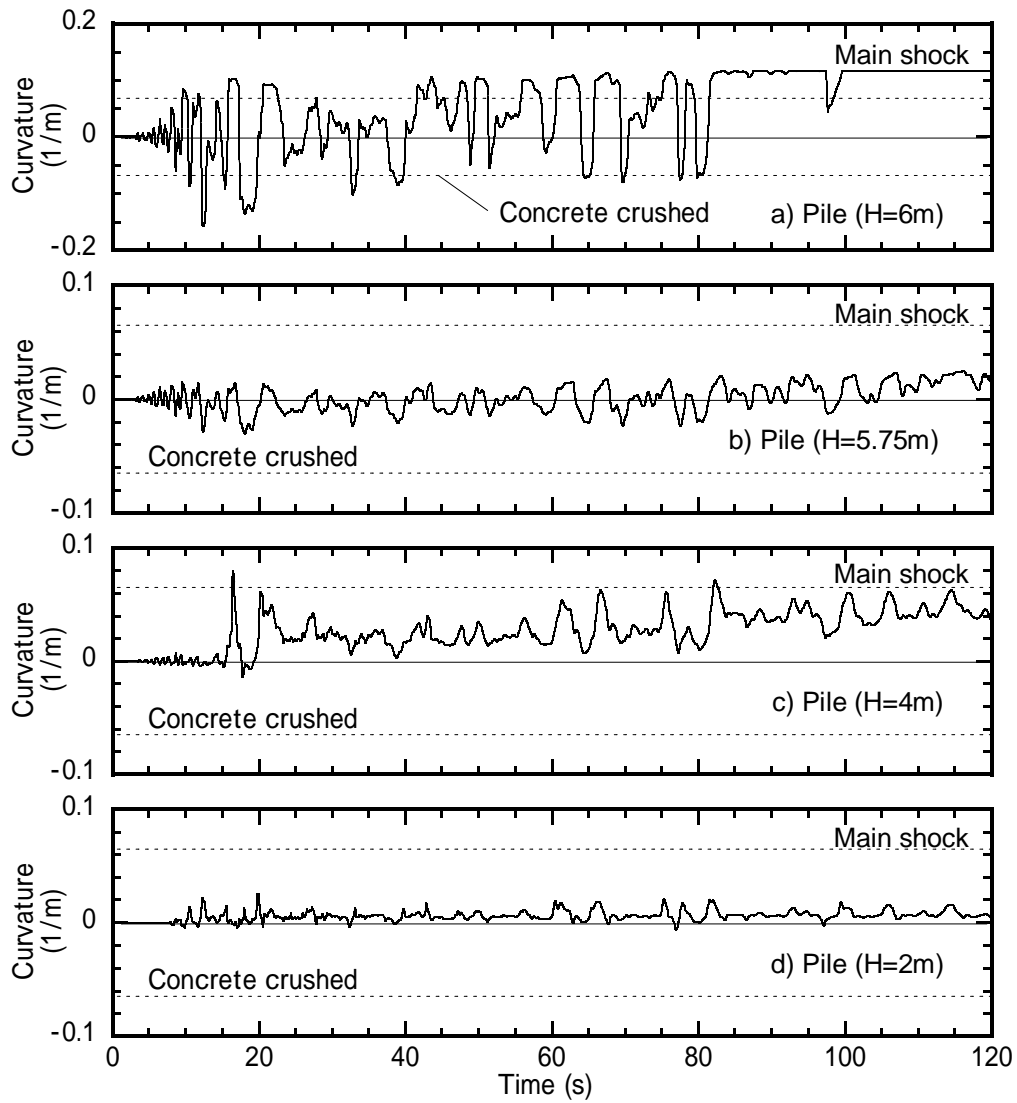 0.2
Main shock
Curvature
(1/m)
0
Concrete crushed
a) Pile (H=6m)
-0.2
0.1
Main shock
Curvature
(1/m)
0
b) Pile (H=5.75m)
Concrete crushed
-0.1
0.1
Main shock
Curvature
(1/m)
0
c) Pile (H=4m)
Concrete crushed
-0.1
0.1
Main shock
Curvature
(1/m)
0
d) Pile (H=2m)
Concrete crushed
-0.1
0 20 40 60 80 100 120
Time (s)